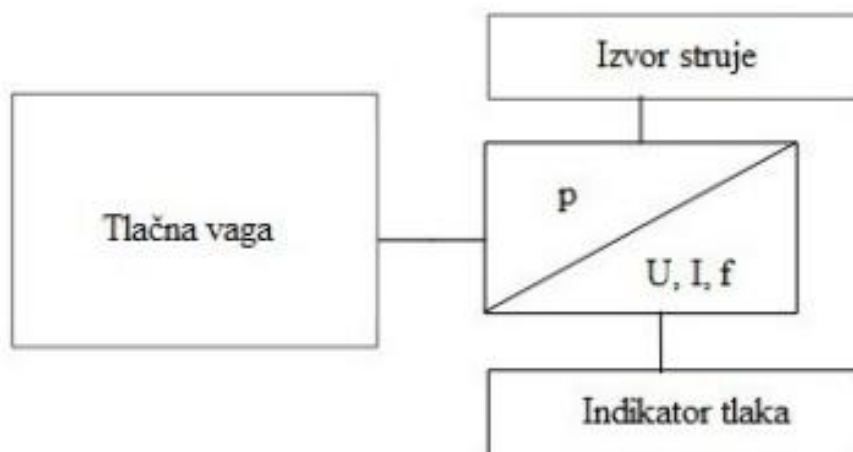 Izvor struje
Tlačna vaga
p
U, I, f
Indikator tlaka